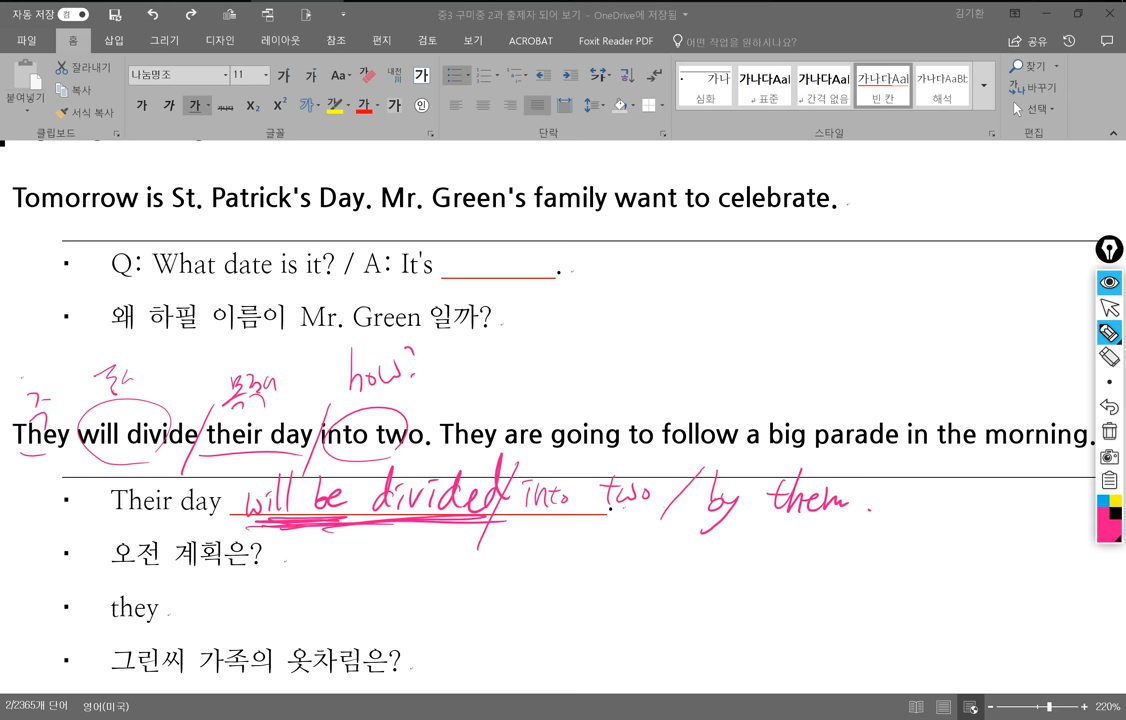 자동 저장 중3 구미중 2과 출제자 되어 보기 - OneDrive에 저장됨 김기환
파일 홈 삽입 그리기 디자인 레이아웃 참조 편지 검토 보기 ACROBAT Foxit Reader PDF 어떤 작업을 원하시나요? 공유
붙여넣기 잘라내기 복사 서식 복사
나눔명조 11
가나 심화
가나다AaI 표준
가나다AaI 간격 없음
가나다AaI 빈 칸
가나다AaBb 해석
찾기 바꾸기 선택
클립보드 글꼴 단락 스타일 편집
Tomorrow is St. Patrick's Day. Mr. Green's family want to celebrate.
Q: What date is it? / A: It's ________.
왜 하필 이름이 Mr. Green 일까?
주 동사 목적어 how?
They will divide their day into two. They are going to follow a big parade in the morning.
Their day will be divided / into two / by them.
오전 계획은?
they
그린씨 가족의 옷차림은?
2/2365개 단어 영어(미국) 220%